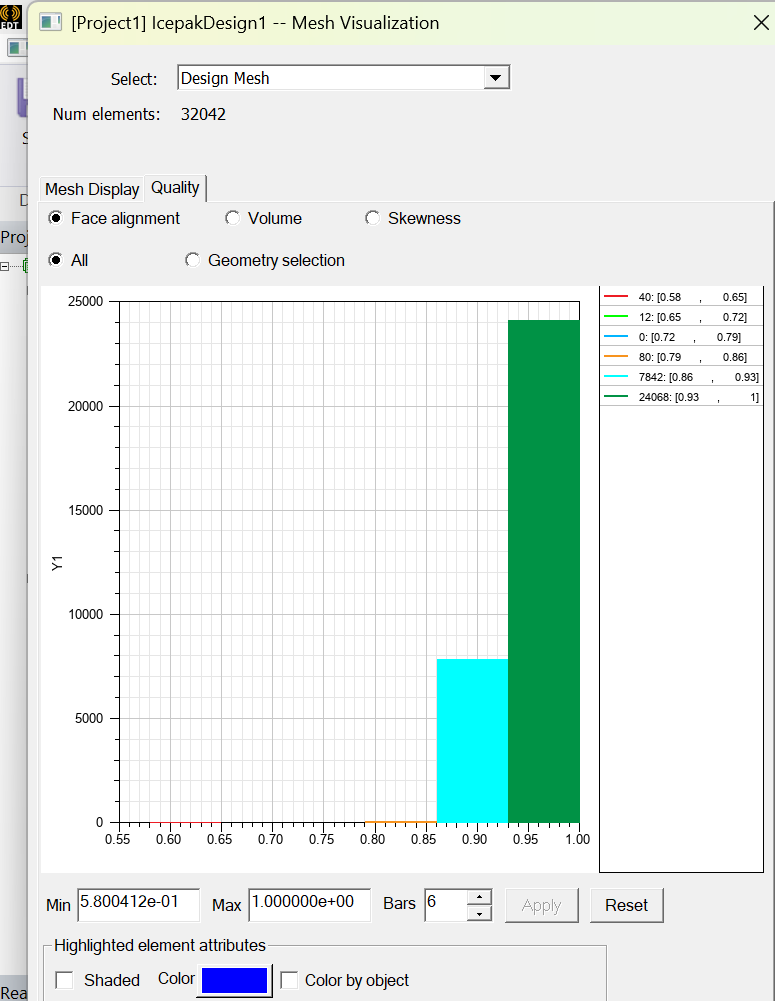 EDT
[Project1] IcepakDesign1 -- Mesh Visualization
Select: Design Mesh
Num elements: 32042
S
D
Mesh Display Quality
Face alignment Volume Skewness
Proj
All Geometry selection
25000
20000
15000
10000
5000
0
Y1
0.55 0.60 0.65 0.70 0.75 0.80 0.85 0.90 0.95 1.00
40: [0.58 , 0.65]
12: [0.65 , 0.72]
0: [0.72 , 0.79]
80: [0.79 , 0.86]
7842: [0.86 , 0.93]
24068: [0.93 , 1]
Min 5.800412e-01 Max 1.000000e+00 Bars 6 Apply Reset
Highlighted element attributes
Shaded Color Color by object
Rea